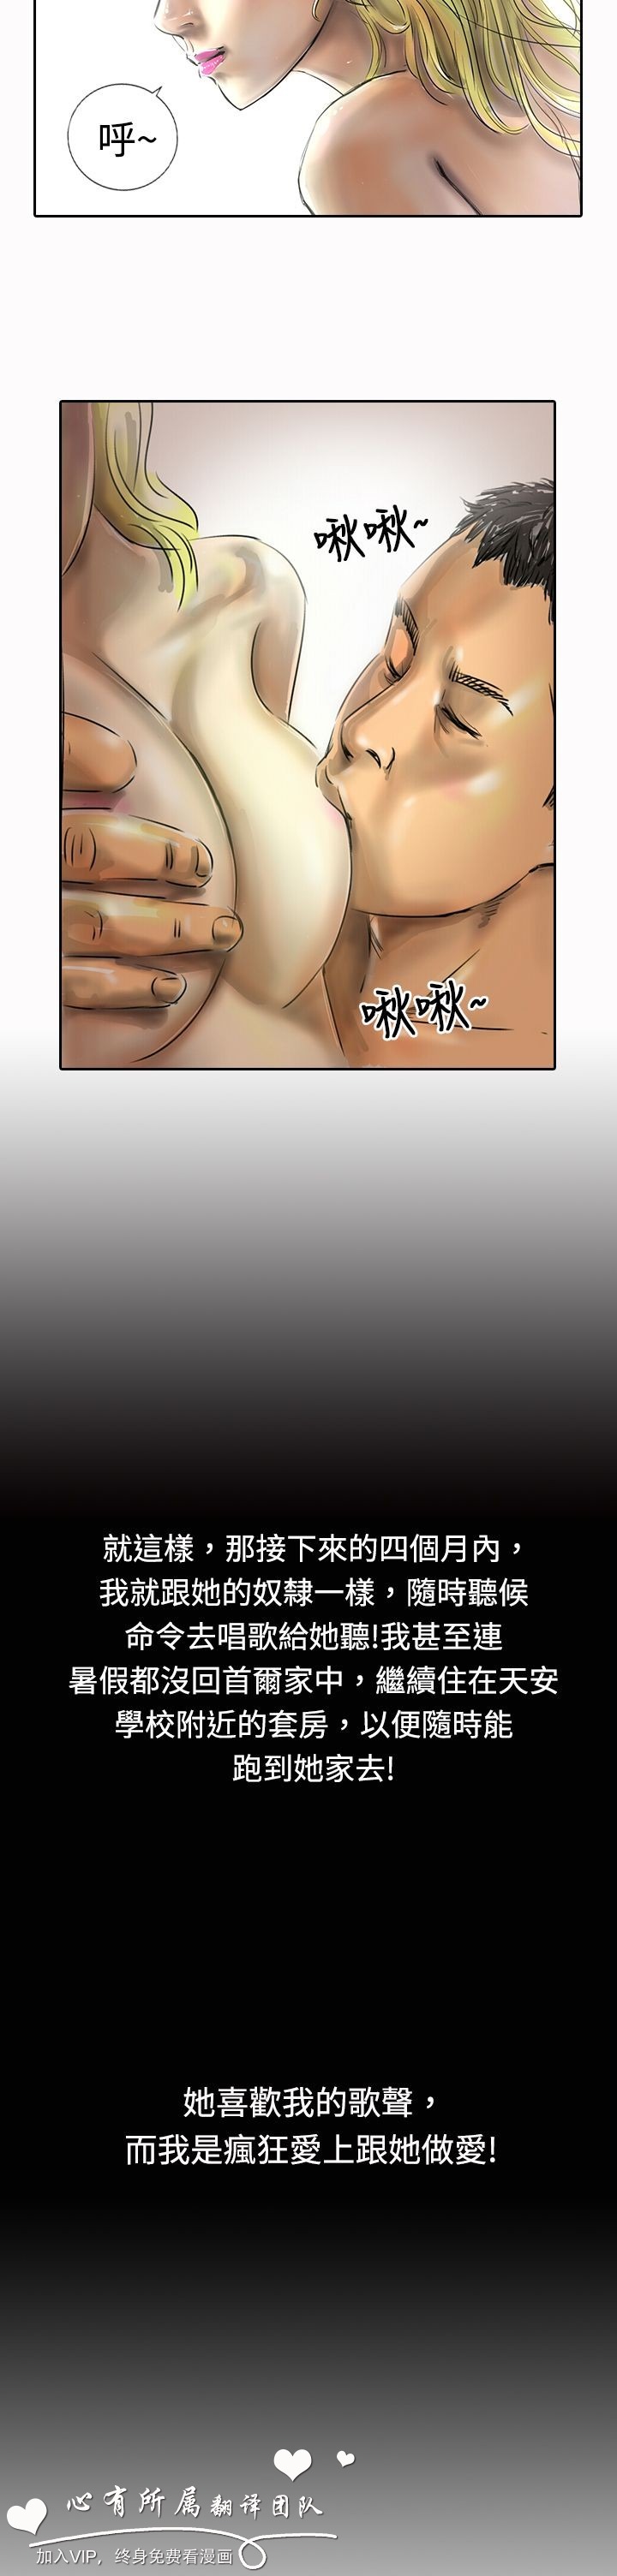 呼~
啾啾~
啾啾~
就這樣，那接下來的四個月內，
我就跟她的奴隸一樣，隨時聽候
命令去唱歌給她聽!我甚至連
暑假都沒回首爾家中，繼續住在天安
學校附近的套房，以便隨時能
跑到她家去!
她喜歡我的歌聲，
而我是瘋狂愛上跟她做愛!
心有所属翻译团队
加入VIP，终身免费看漫画